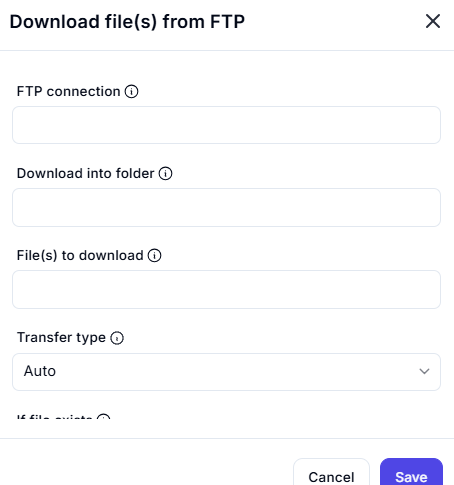 Download file(s) from FTP
FTP connection
Download into folder
File(s) to download
Transfer type
Auto
If file exists
Cancel
Save